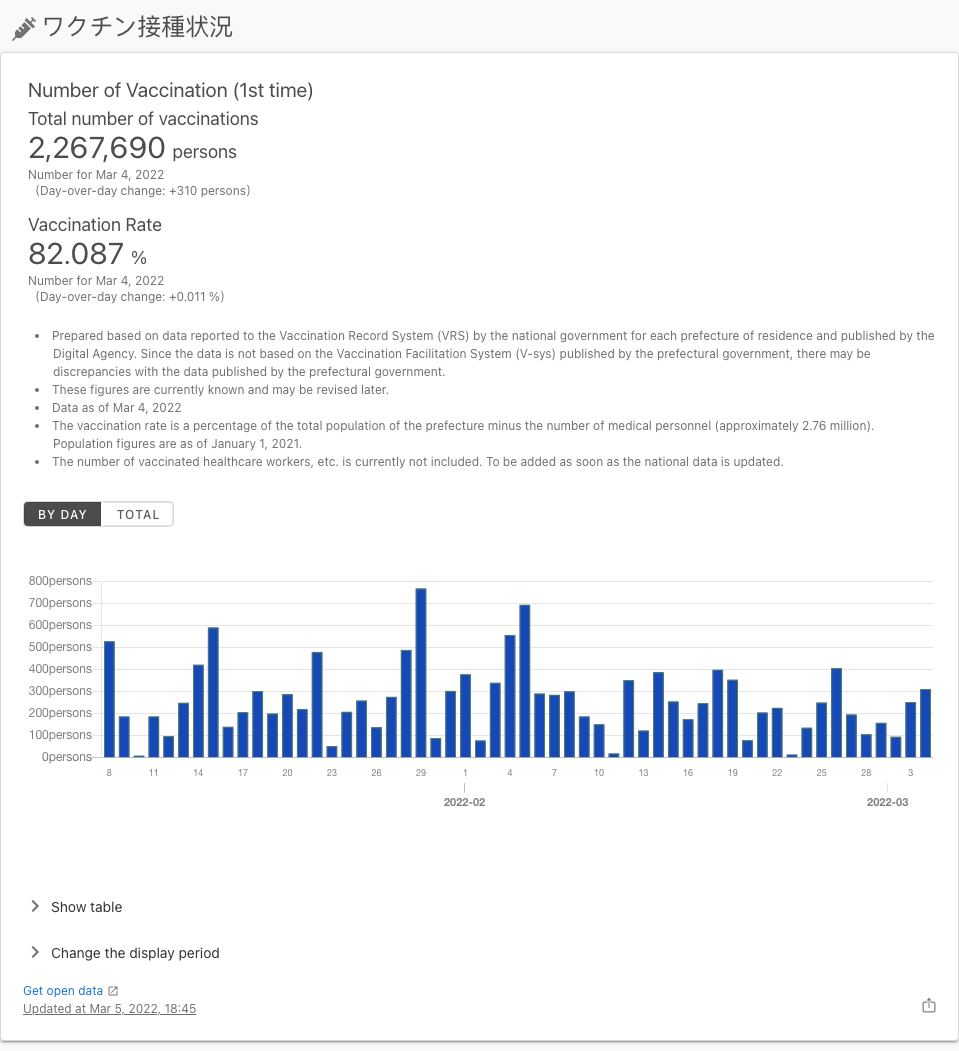 ワクチン接種状況
Number of Vaccination (1st time)
Total number of vaccinations
2,267,690 persons
Number for Mar 4, 2022
(Day-over-day change: +310 persons)
Vaccination Rate
82.087 %
Number for Mar 4, 2022
(Day-over-day change: +0.011 %)
• Prepared based on data reported to the Vaccination Record System (VRS) by the national government for each prefecture of residence and published by the
Digital Agency. Since the data is not based on the Vaccination Facilitation System (V-sys) published by the prefectural government, there may be
discrepancies with the data published by the prefectural government.
• These figures are currently known and may be revised later.
• Data as of Mar 4, 2022
• The vaccination rate is a percentage of the total population of the prefecture minus the number of medical personnel (approximately 2.76 million).
Population figures are as of January 1, 2021.
• The number of vaccinated healthcare workers, etc. is currently not included. To be added as soon as the national data is updated.
BY DAY TOTAL
800persons
700persons
600persons
500persons
400persons
300persons
200persons
100persons
0persons
8 11 14 17 20 23 26 29 1 4 7 10 13 16 19 22 25 28 3
2022-02 2022-03
Show table
Change the display period
Get open data
Updated at Mar 5, 2022, 18:45